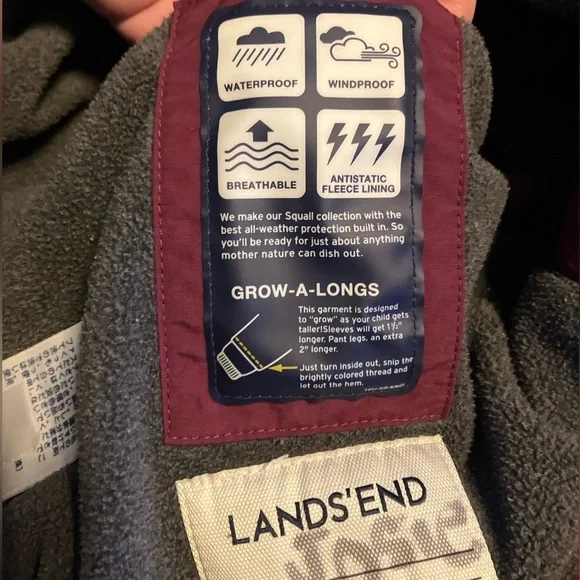 WATERPROOF
WINDPROOF
BREATHABLE
ANTISTATIC
FLEECE LINING
We make our Squall collection with the
best all-weather protection built in. So
you'll be ready for just about anything
mother nature can dish out.
GROW-A-LONGS
This garment is designed
to "grow" as your child gets
taller!Sleeves will get 1½"
longer. Pant legs, an extra
2" longer.
Just turn inside out, snip the
brightly colored thread and
let out the hem.
LANDS'END